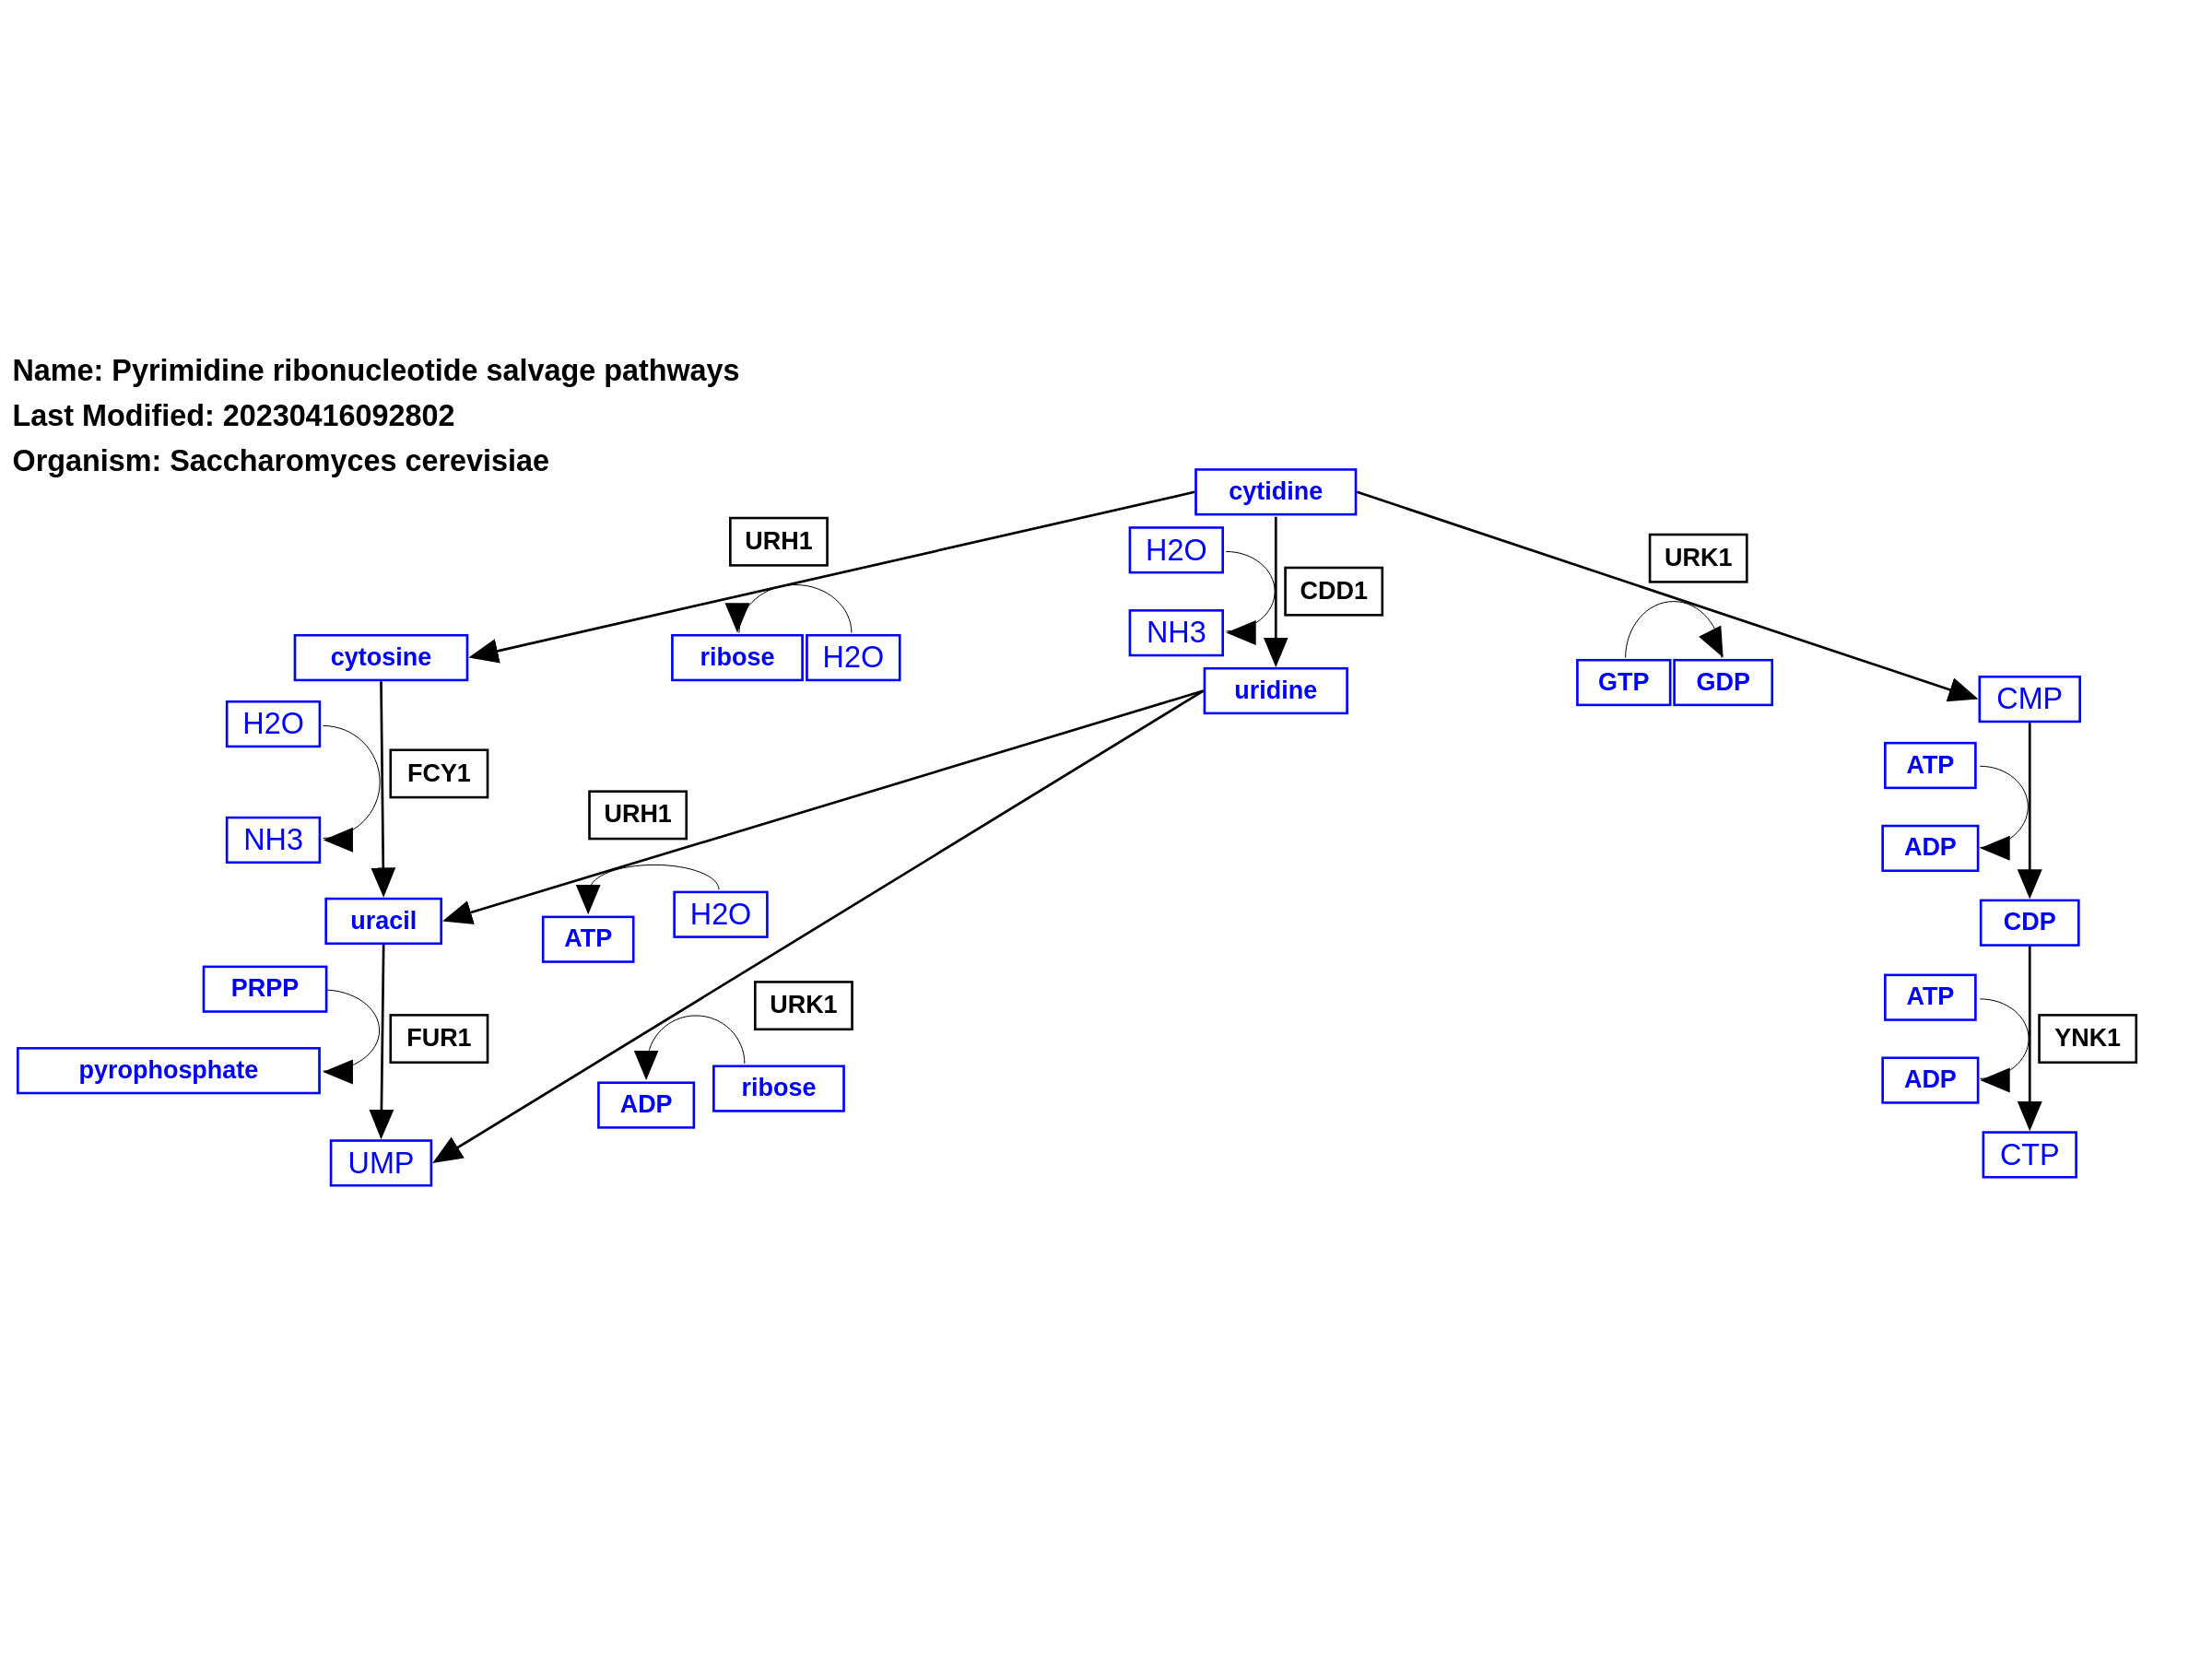 Name: Pyrimidine ribonucleotide salvage pathways
Last Modified: 20230416092802
Organism: Saccharomyces cerevisiae
cytidine
URH1
H2O
URK1
CDD1
NH3
cytosine
ribose
H2O
uridine
GTP
GDP
CMP
H2O
FCY1
ATP
URH1
NH3
ADP
uracil
H2O
ATP
CDP
PRPP
URK1
ATP
FUR1
YNK1
pyrophosphate
ribose
ADP
ADP
UMP
CTP